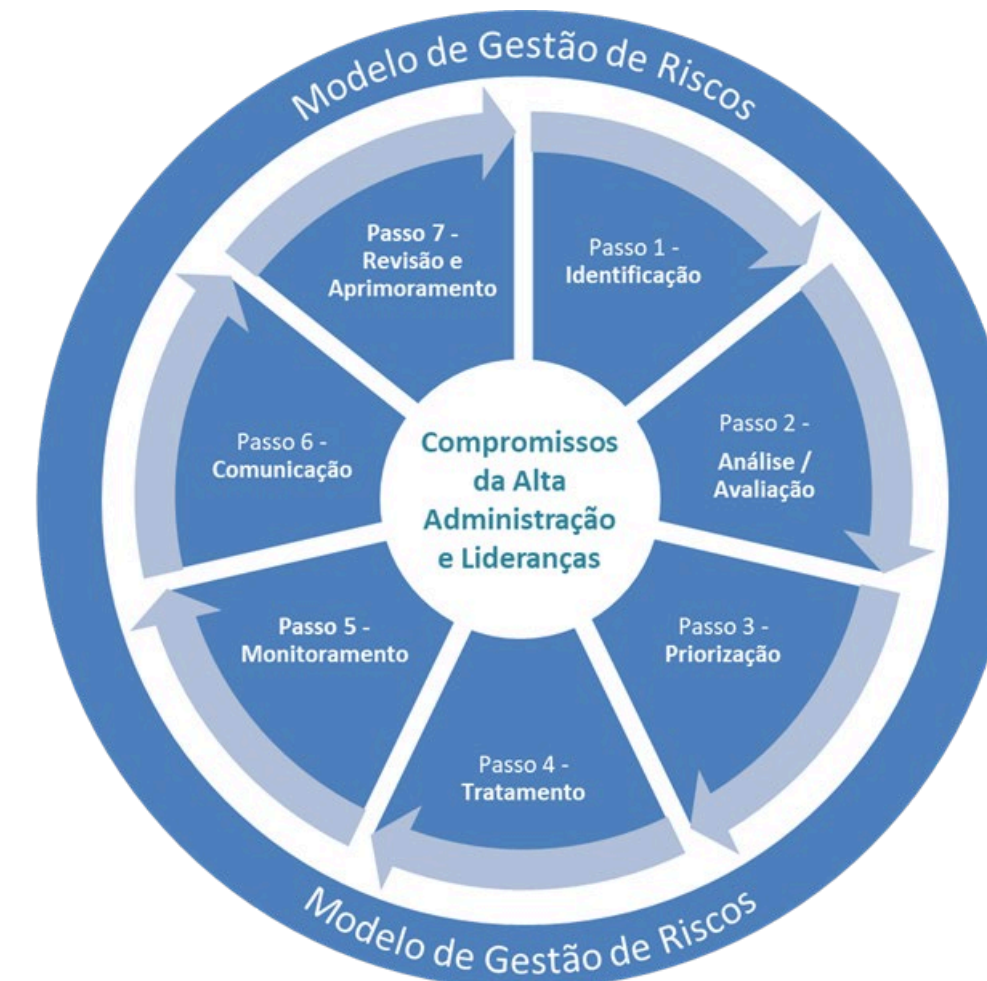 Modelo de Gestão de Riscos
Passo 1 -
Identificação
Passo 2 -
Análise /
Avaliação
Passo 3 -
Priorização
Passo 4 -
Tratamento
Passo 5 -
Monitoramento
Passo 6 -
Comunicação
Passo 7 -
Revisão e
Aprimoramento
Compromissos
da Alta
Administração
e Lideranças
Modelo de Gestão de Riscos